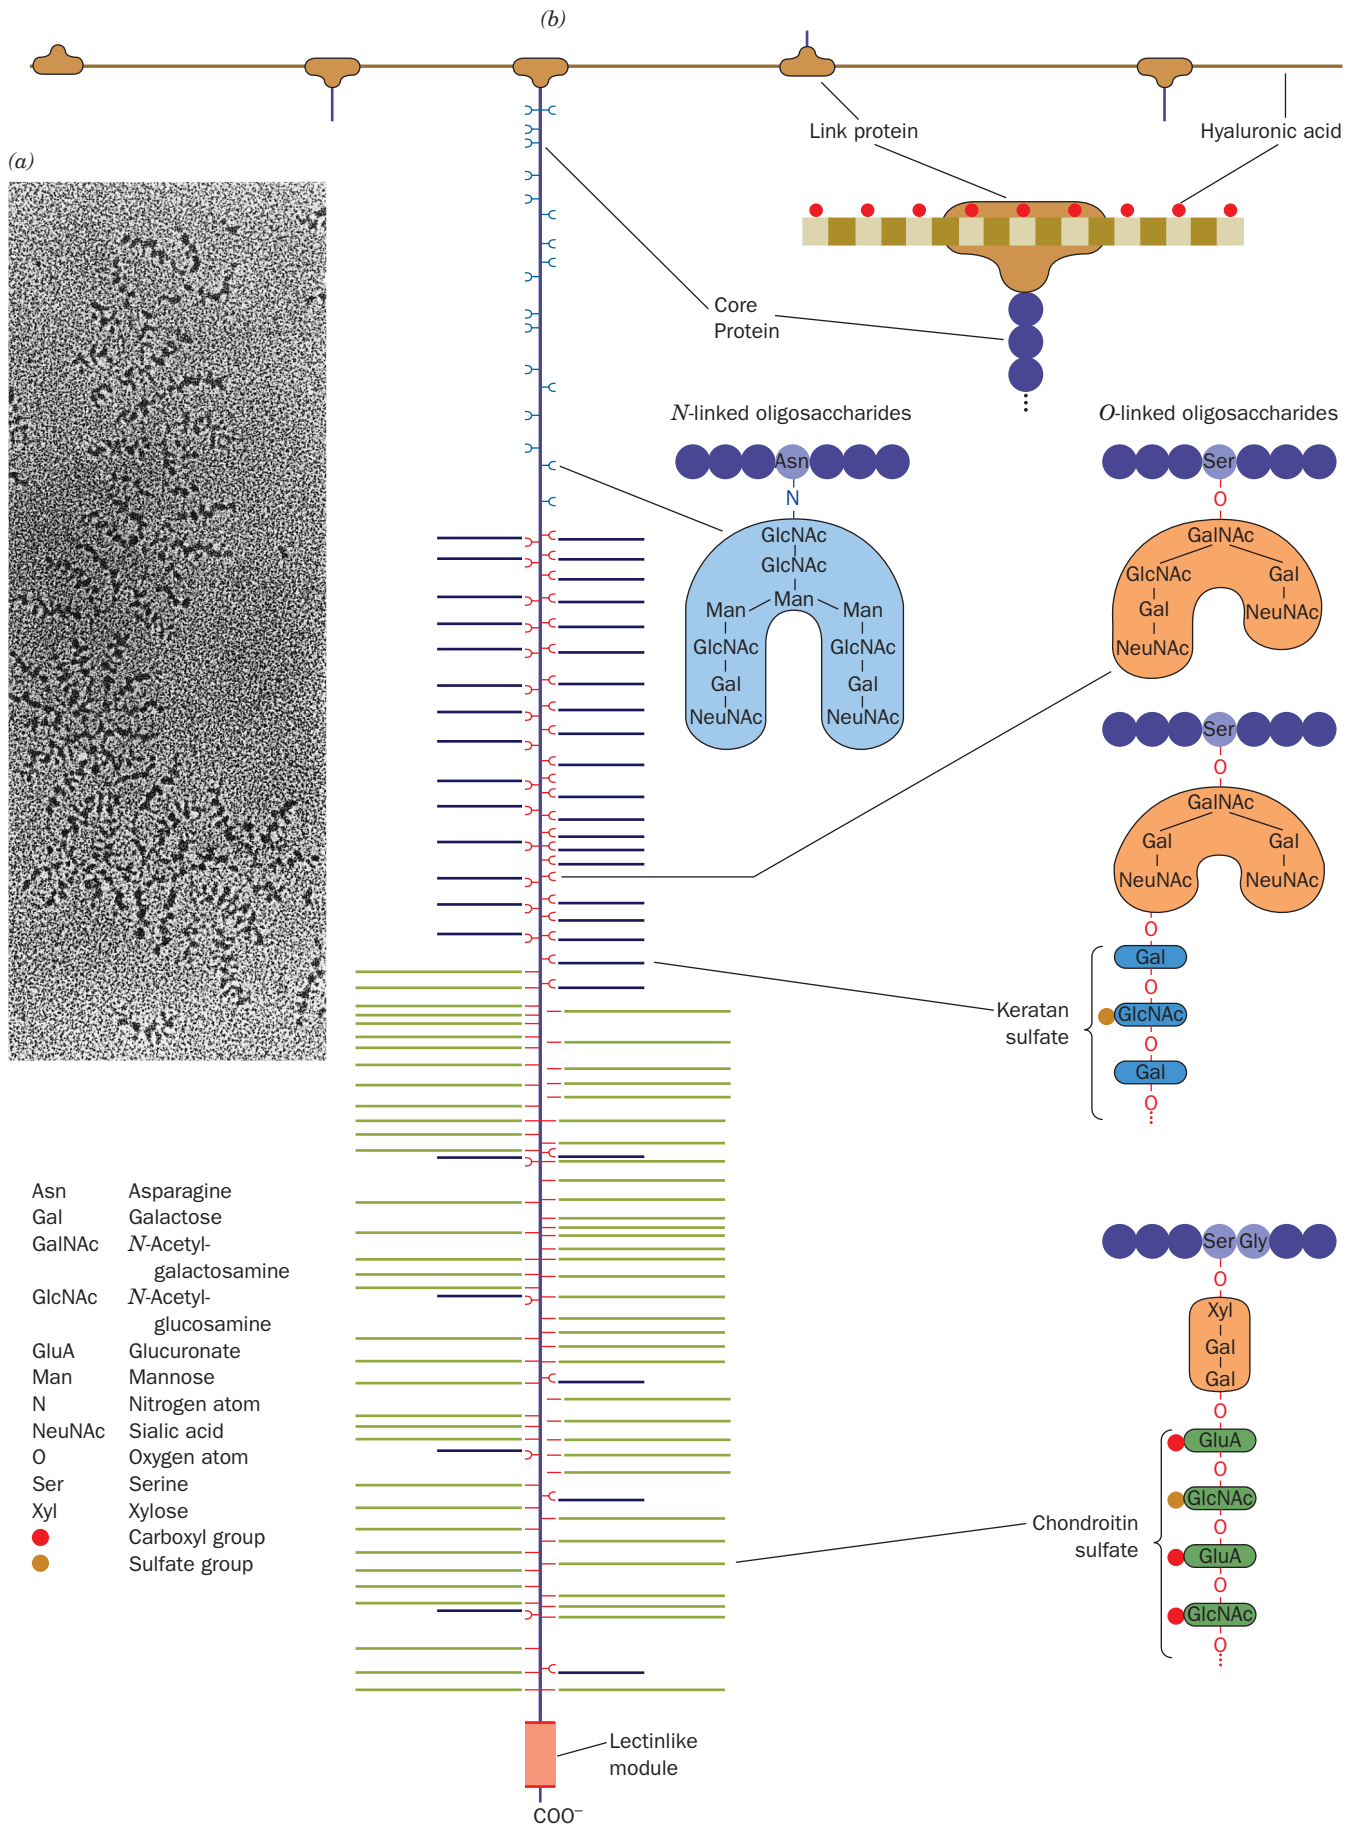 (b)
Link protein
Hyaluronic acid
(a)
Core
Protein
N-linked oligosaccharides
Asn
N
GlcNAc
GlcNAc
Man
Man
Man
GlcNAc
GlcNAc
Gal
Gal
NeuNAc
NeuNAc
O-linked oligosaccharides
Ser
O
GalNAc
GlcNAc
Gal
Gal
NeuNAc
NeuNAc
Ser
O
GalNAc
Gal
Gal
NeuNAc
NeuNAc
O
Gal
O
GlcNAc
O
Gal
O
Keratan
sulfate
Asn Asparagine
Gal Galactose
GalNAc N-Acetyl-
galactosamine
GlcNAc N-Acetyl-
glucosamine
GluA Glucuronate
Man Mannose
N Nitrogen atom
NeuNAc Sialic acid
O Oxygen atom
Ser Serine
Xyl Xylose
Carboxyl group
Sulfate group
Ser Gly
O
Xyl
Gal
Gal
O
GluA
O
GlcNAc
O
GluA
O
GlcNAc
O
Chondroitin
sulfate
Lectinlike
module
COO−